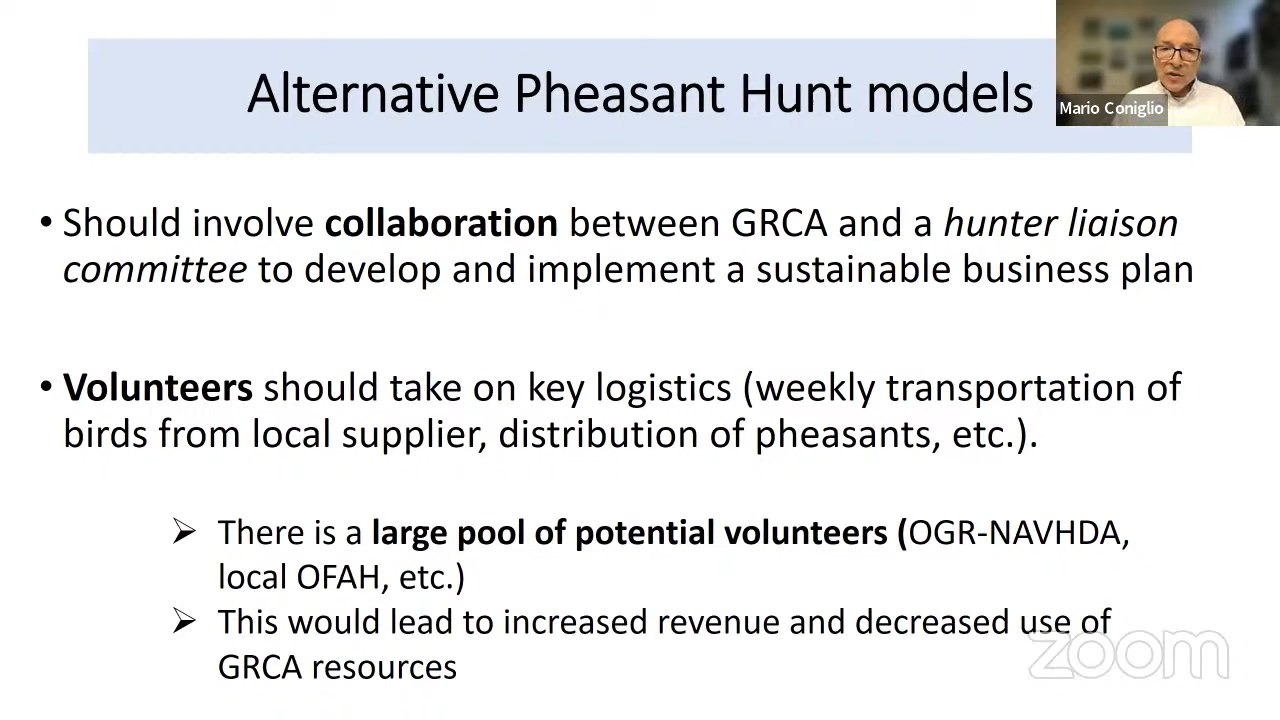 Alternative Pheasant Hunt models
Mario Coniglio
• Should involve collaboration between GRCA and a hunter liaison
committee to develop and implement a sustainable business plan
• Volunteers should take on key logistics (weekly transportation of
birds from local supplier, distribution of pheasants, etc.).
➢ There is a large pool of potential volunteers (OGR-NAVHDA,
local OFAH, etc.)
➢ This would lead to increased revenue and decreased use of
GRCA resources
zoom